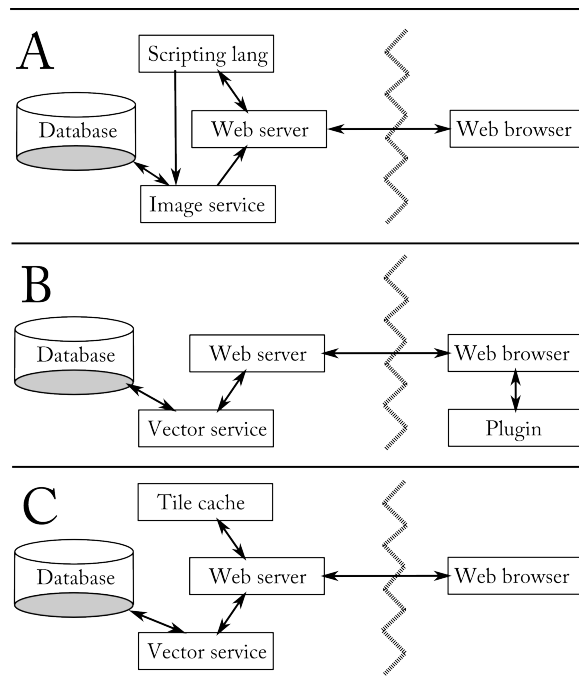 A
Scripting lang
Database
Web server
Web browser
Image service
B
Database
Web server
Web browser
Vector service
Plugin
C
Tile cache
Database
Web server
Web browser
Vector service